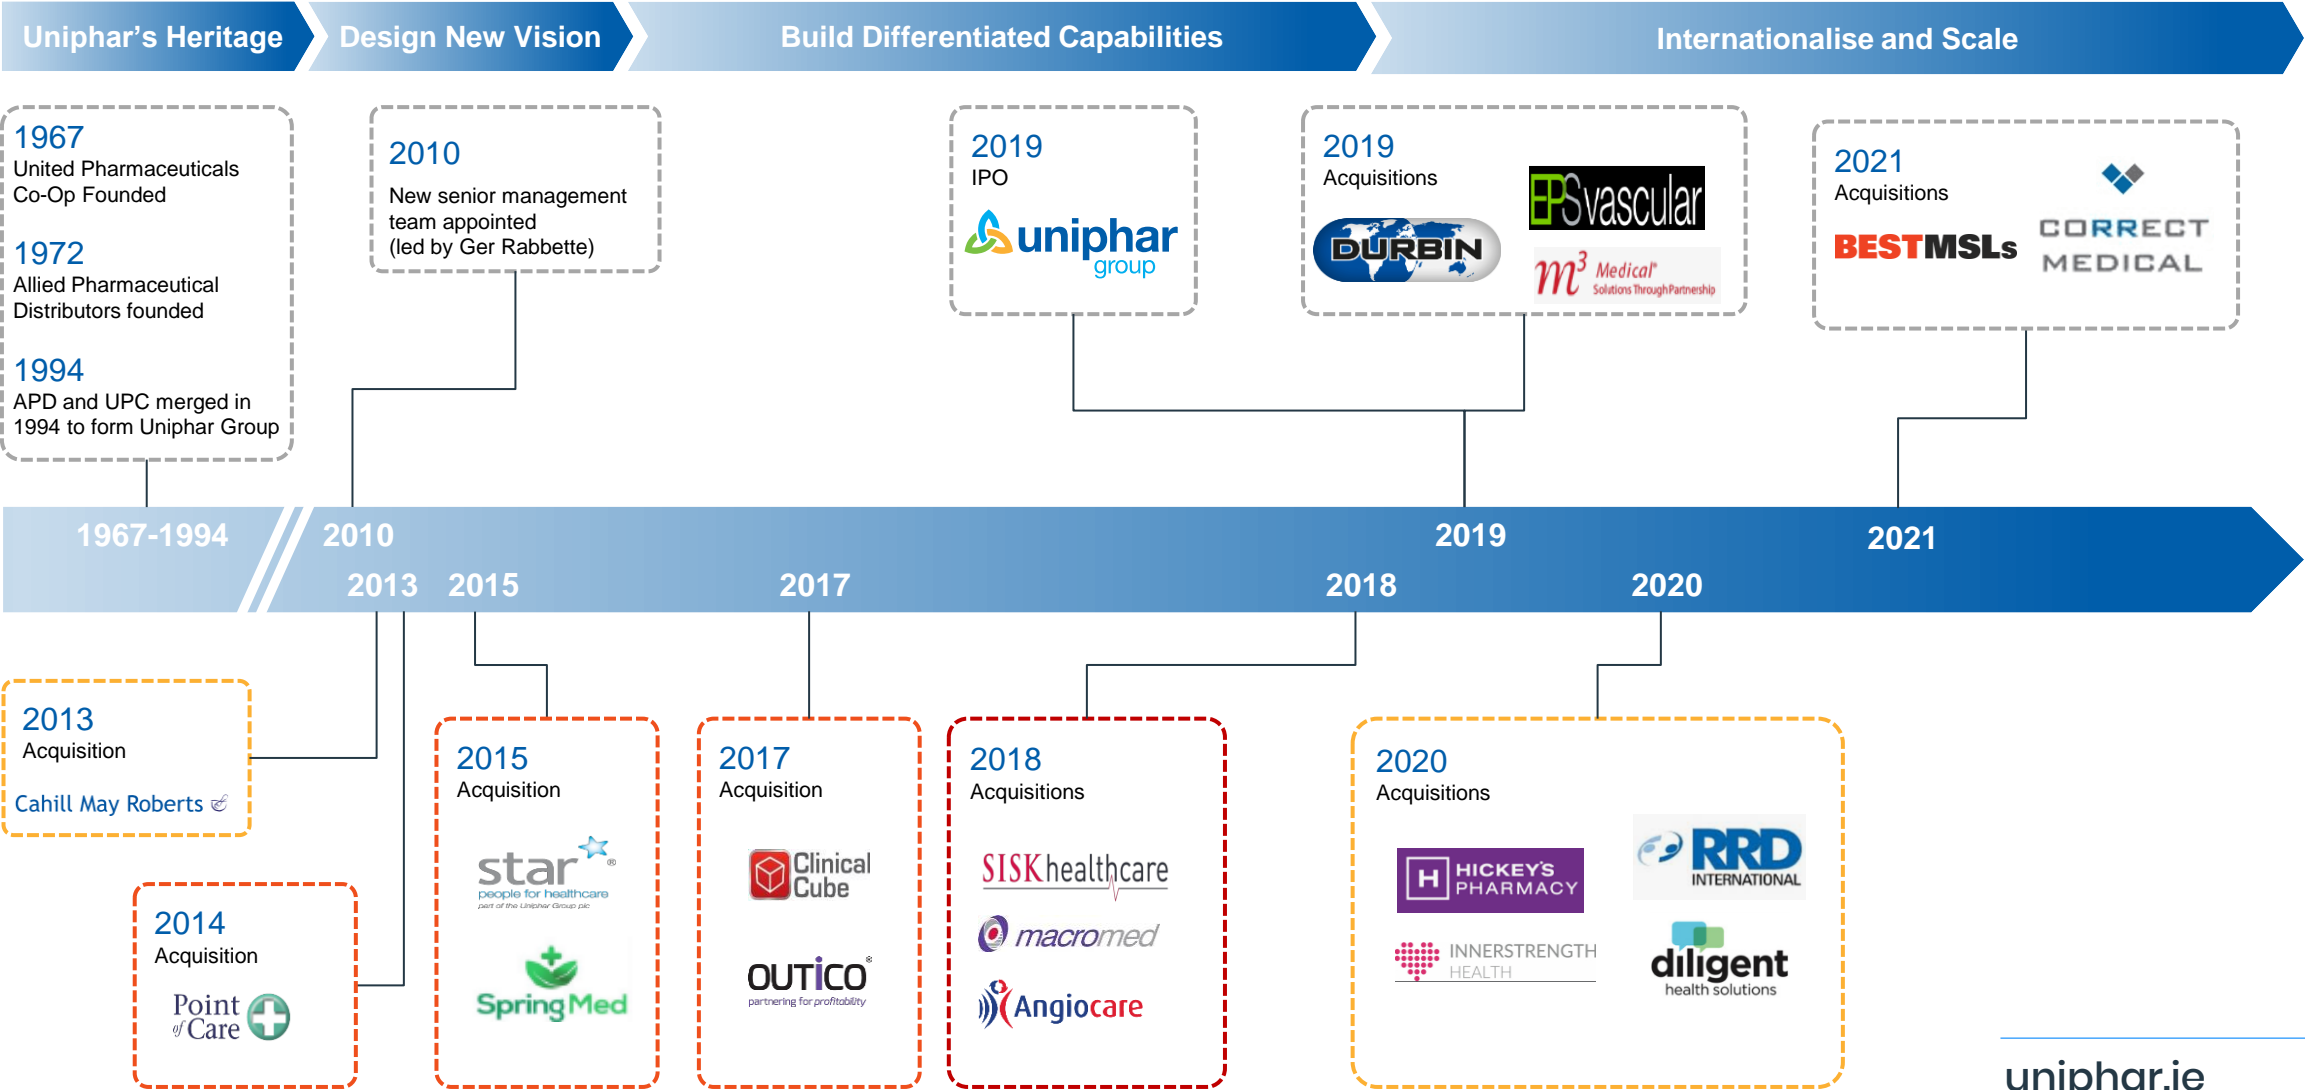 Uniphar's Heritage
Design New Vision
Build Differentiated Capabilities
Internationalise and Scale
1967
United Pharmaceuticals
Co-Op Founded
1972
Allied Pharmaceutical
Distributors founded
1994
APD and UPC merged in
1994 to form Uniphar Group
2010
New senior management
team appointed
(led by Ger Rabbette)
2019
IPO
uniphar
group
2019
Acquisitions
DURBIN
EPSvascular
m3 Medical®
Solutions Through Partnership
2021
Acquisitions
BESTMSLs
CORRECT
MEDICAL
1967-1994
2010
2019
2021
2013
2015
2017
2018
2020
2013
Acquisition
Cahill May Roberts
2014
Acquisition
Point
of Care
2015
Acquisition
star®
people for healthcare
part of the Uniphar Group plc
SpringMed
2017
Acquisition
Clinical
Cube
OUTiCO®
partnering for profitability
2018
Acquisitions
SISKhealthcare
macromed
Angiocare
2020
Acquisitions
H HICKEY'S
PHARMACY
RRD
INTERNATIONAL
INNERSTRENGTH
HEALTH
diligent
health solutions
uniphar.ie